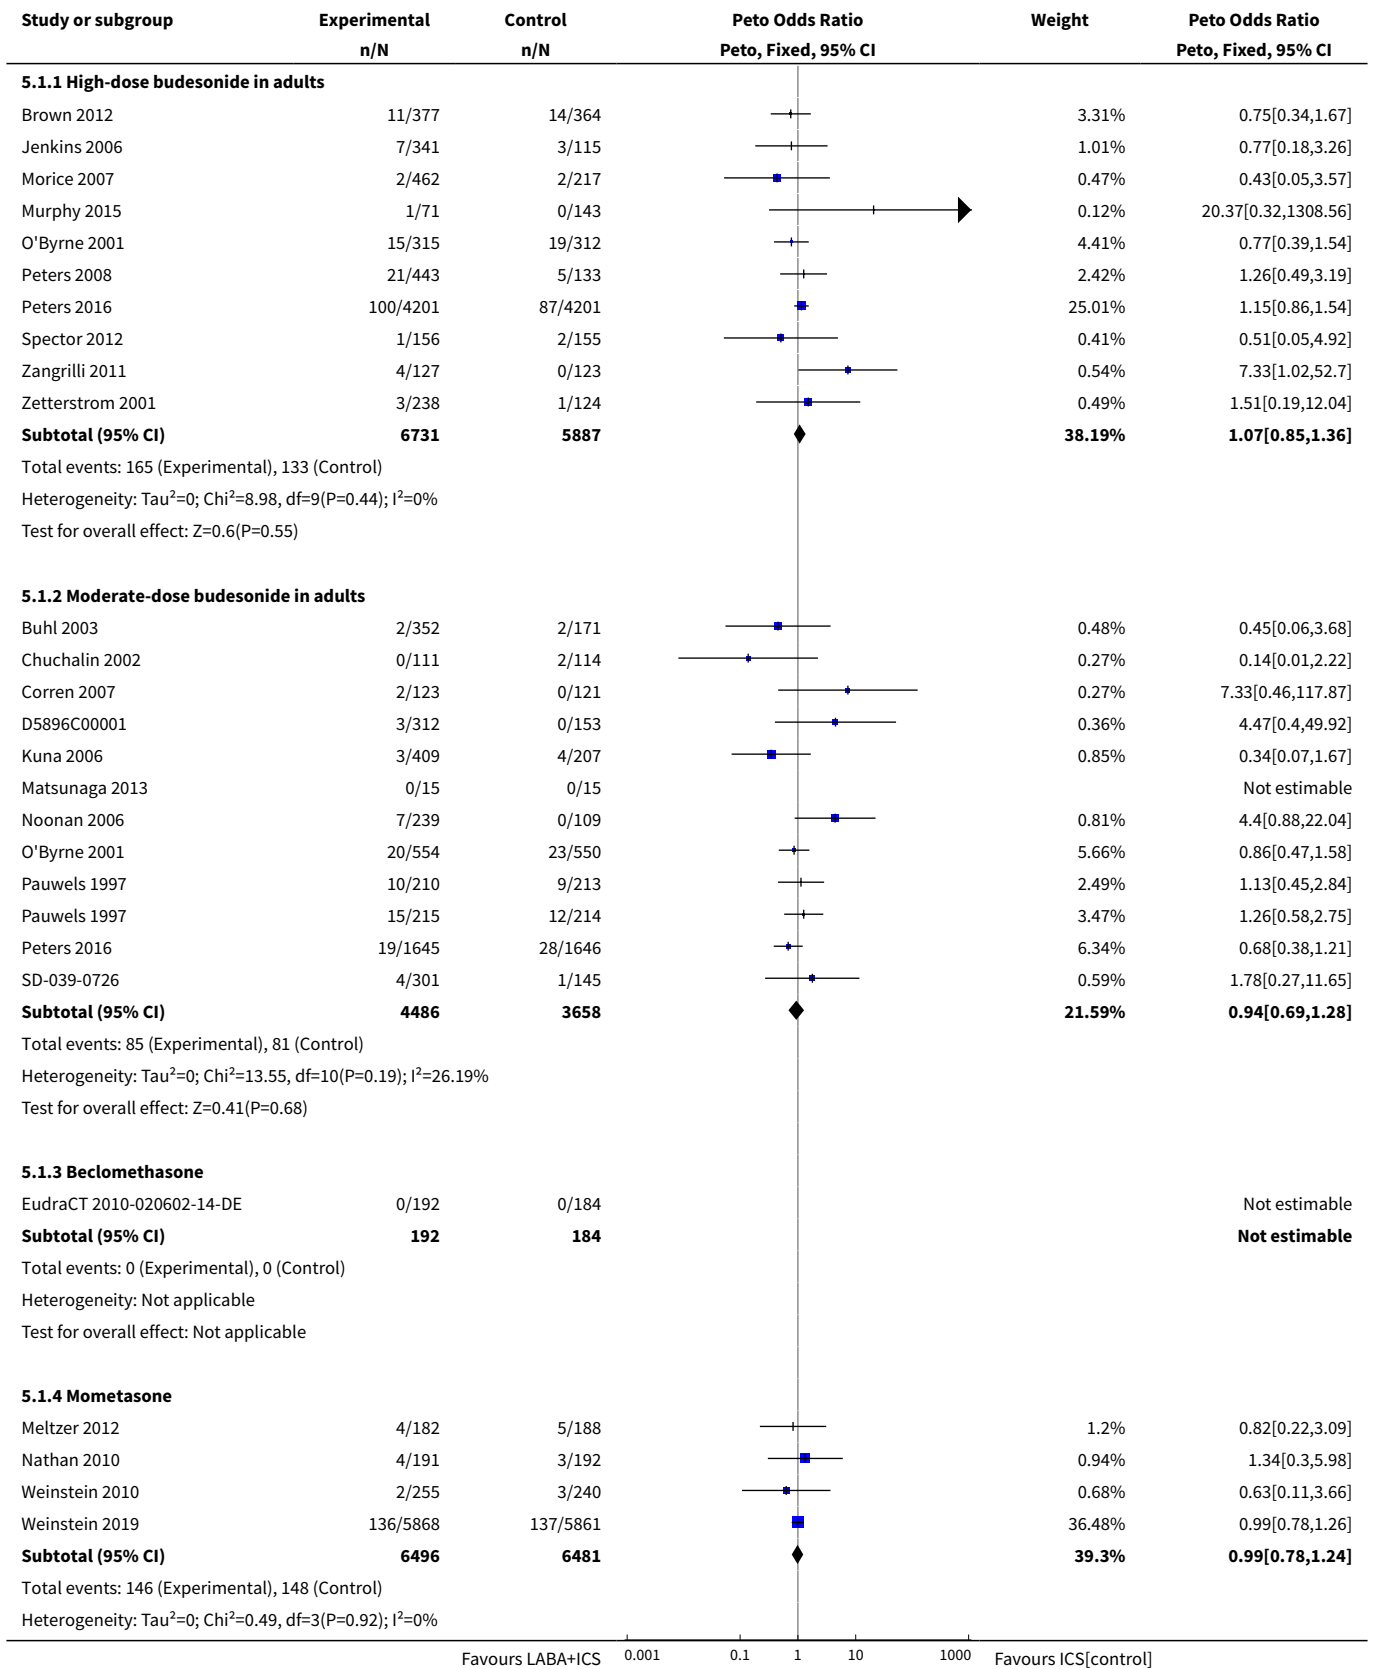 Study or subgroup Experimental Control Peto Odds Ratio Weight Peto Odds Ratio
n/N n/N Peto, Fixed, 95% CI Peto, Fixed, 95% CI
5.1.1 High-dose budesonide in adults
Brown 2012 11/377 14/364 3.31% 0.75[0.34,1.67]
Jenkins 2006 7/341 3/115 1.01% 0.77[0.18,3.26]
Morice 2007 2/462 2/217 0.47% 0.43[0.05,3.57]
Murphy 2015 1/71 0/143 0.12% 20.37[0.32,1308.56]
O'Byrne 2001 15/315 19/312 4.41% 0.77[0.39,1.54]
Peters 2008 21/443 5/133 2.42% 1.26[0.49,3.19]
Peters 2016 100/4201 87/4201 25.01% 1.15[0.86,1.54]
Spector 2012 1/156 2/155 0.41% 0.51[0.05,4.92]
Zangrilli 2011 4/127 0/123 0.54% 7.33[1.02,52.7]
Zetterstrom 2001 3/238 1/124 0.49% 1.51[0.19,12.04]
Subtotal (95% CI) 6731 5887 38.19% 1.07[0.85,1.36]
Total events: 165 (Experimental), 133 (Control)
Heterogeneity: Tau²=0; Chi²=8.98, df=9(P=0.44); I²=0%
Test for overall effect: Z=0.6(P=0.55)
5.1.2 Moderate-dose budesonide in adults
Buhl 2003 2/352 2/171 0.48% 0.45[0.06,3.68]
Chuchalin 2002 0/111 2/114 0.27% 0.14[0.01,2.22]
Corren 2007 2/123 0/121 0.27% 7.33[0.46,117.87]
D5896C00001 3/312 0/153 0.36% 4.47[0.4,49.92]
Kuna 2006 3/409 4/207 0.85% 0.34[0.07,1.67]
Matsunaga 2013 0/15 0/15 Not estimable
Noonan 2006 7/239 0/109 0.81% 4.4[0.88,22.04]
O'Byrne 2001 20/554 23/550 5.66% 0.86[0.47,1.58]
Pauwels 1997 10/210 9/213 2.49% 1.13[0.45,2.84]
Pauwels 1997 15/215 12/214 3.47% 1.26[0.58,2.75]
Peters 2016 19/1645 28/1646 6.34% 0.68[0.38,1.21]
SD-039-0726 4/301 1/145 0.59% 1.78[0.27,11.65]
Subtotal (95% CI) 4486 3658 21.59% 0.94[0.69,1.28]
Total events: 85 (Experimental), 81 (Control)
Heterogeneity: Tau²=0; Chi²=13.55, df=10(P=0.19); I²=26.19%
Test for overall effect: Z=0.41(P=0.68)
5.1.3 Beclomethasone
EudraCT 2010-020602-14-DE 0/192 0/184 Not estimable
Subtotal (95% CI) 192 184 Not estimable
Total events: 0 (Experimental), 0 (Control)
Heterogeneity: Not applicable
Test for overall effect: Not applicable
5.1.4 Mometasone
Meltzer 2012 4/182 5/188 1.2% 0.82[0.22,3.09]
Nathan 2010 4/191 3/192 0.94% 1.34[0.3,5.98]
Weinstein 2010 2/255 3/240 0.68% 0.63[0.11,3.66]
Weinstein 2019 136/5868 137/5861 36.48% 0.99[0.78,1.26]
Subtotal (95% CI) 6496 6481 39.3% 0.99[0.78,1.24]
Total events: 146 (Experimental), 148 (Control)
Heterogeneity: Tau²=0; Chi²=0.49, df=3(P=0.92); I²=0%
Favours LABA+ICS 0.001 0.1 1 10 1000 Favours ICS[control]